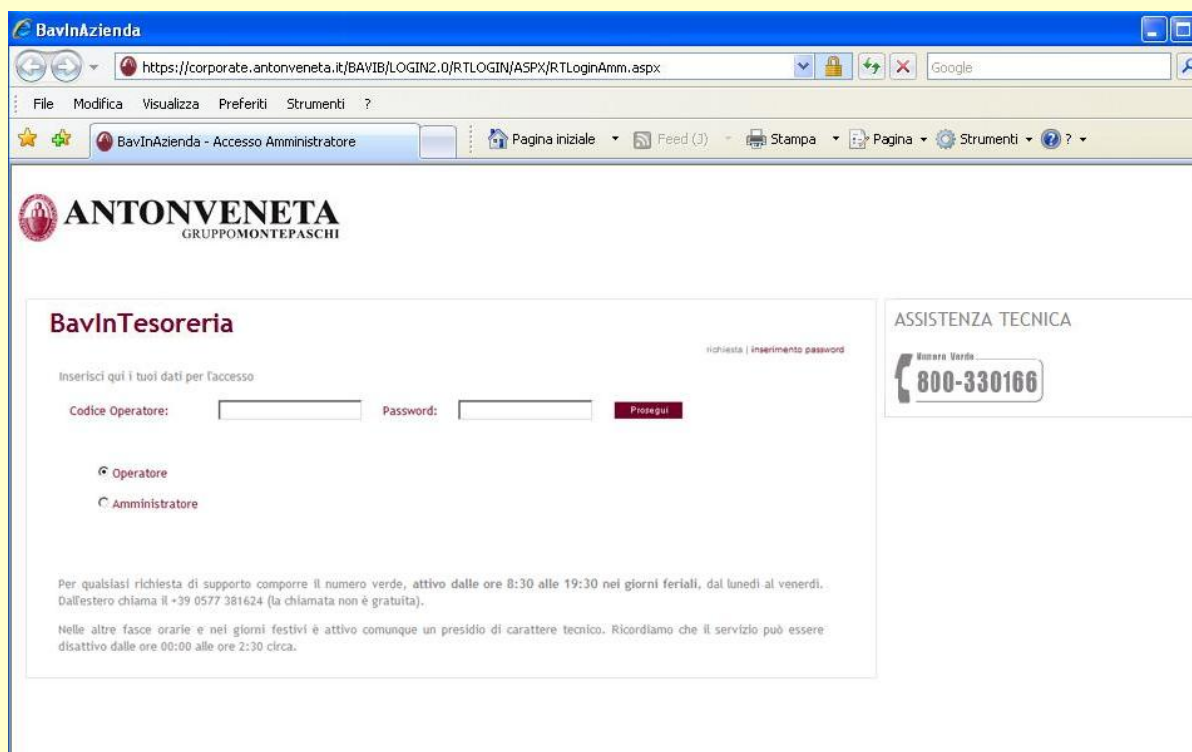 BavInAzienda
https://corporate.antonveneta.it/BAVIB/LOGIN2.0/RTLOGIN/ASPX/RTLoginAmm.aspx
Google
File Modifica Visualizza Preferiti Strumenti ?
BavInAzienda - Accesso Amministratore
Pagina iniziale Feed (J) Stampa Pagina Strumenti ?
ANTONVENETA
GRUPPOMONTEPASCHI
BavInTesoreria
richiesta | inserimento password
Inserisci qui i tuoi dati per l'accesso
Codice Operatore: Password: Prosegui
Operatore
Amministratore
Per qualsiasi richiesta di supporto comporre il numero verde, attivo dalle ore 8:30 alle 19:30 nei giorni feriali, dal lunedì al venerdì.
Dall'estero chiama il +39 0577 381624 (la chiamata non è gratuita).
Nelle altre fasce orarie e nei giorni festivi è attivo comunque un presidio di carattere tecnico. Ricordiamo che il servizio può essere
disattivo dalle ore 00:00 alle ore 2:30 circa.
ASSISTENZA TECNICA
Numero Verde
800-330166